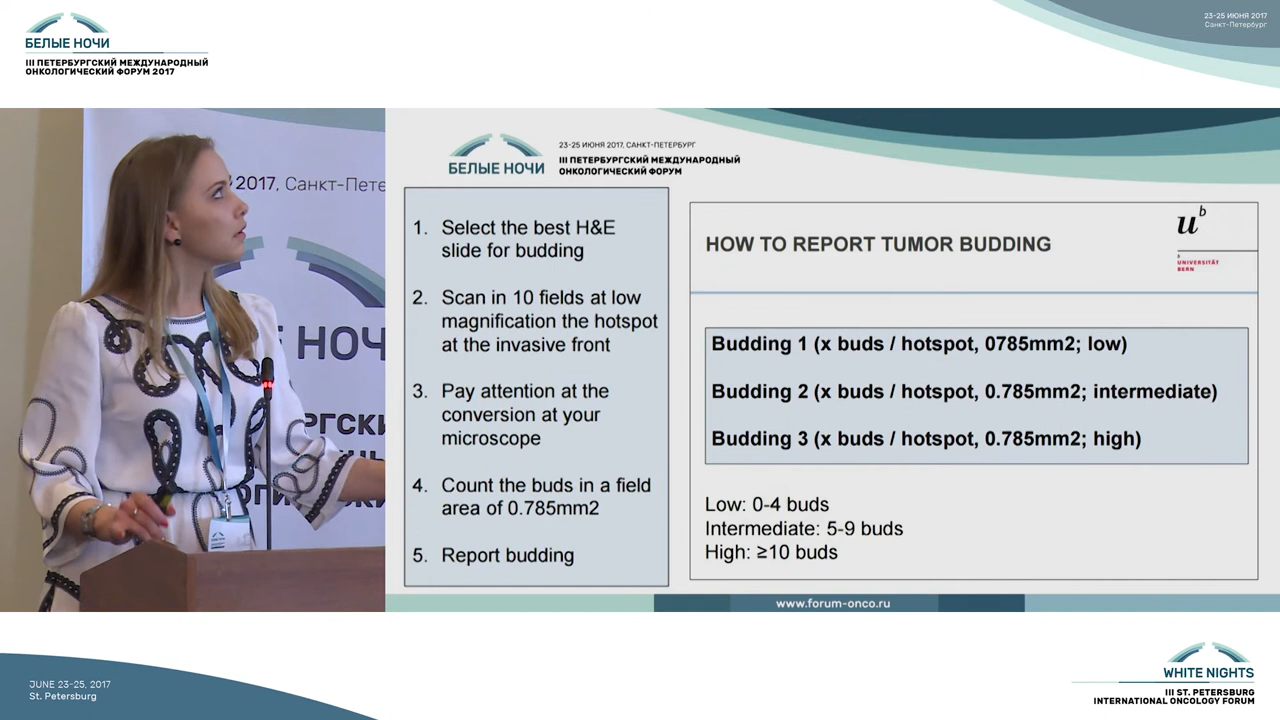 БЕЛЫЕ НОЧИ
III ПЕТЕРБУРГСКИЙ МЕЖДУНАРОДНЫЙ
ОНКОЛОГИЧЕСКИЙ ФОРУМ 2017
23-25 ИЮНЯ 2017
Санкт-Петербург
2017, Санкт-Пете
Е НОЧ
РГСКИ
23-25 ИЮНЯ 2017, САНКТ-ПЕТЕРБУРГ
БЕЛЫЕ НОЧИ
III ПЕТЕРБУРГСКИЙ МЕЖДУНАРОДНЫЙ
ОНКОЛОГИЧЕСКИЙ ФОРУМ
1. Select the best H&E
slide for budding
2. Scan in 10 fields at low
magnification the hotspot
at the invasive front
3. Pay attention at the
conversion at your
microscope
4. Count the buds in a field
area of 0.785mm2
5. Report budding
HOW TO REPORT TUMOR BUDDING
u b
b
UNIVERSITÄT
BERN
Budding 1 (x buds / hotspot, 0785mm2; low)
Budding 2 (x buds / hotspot, 0.785mm2; intermediate)
Budding 3 (x buds / hotspot, 0.785mm2; high)
Low: 0-4 buds
Intermediate: 5-9 buds
High: ≥10 buds
www.forum-onco.ru
JUNE 23-25, 2017
St. Petersburg
WHITE NIGHTS
III ST. PETERSBURG
INTERNATIONAL ONCOLOGY FORUM